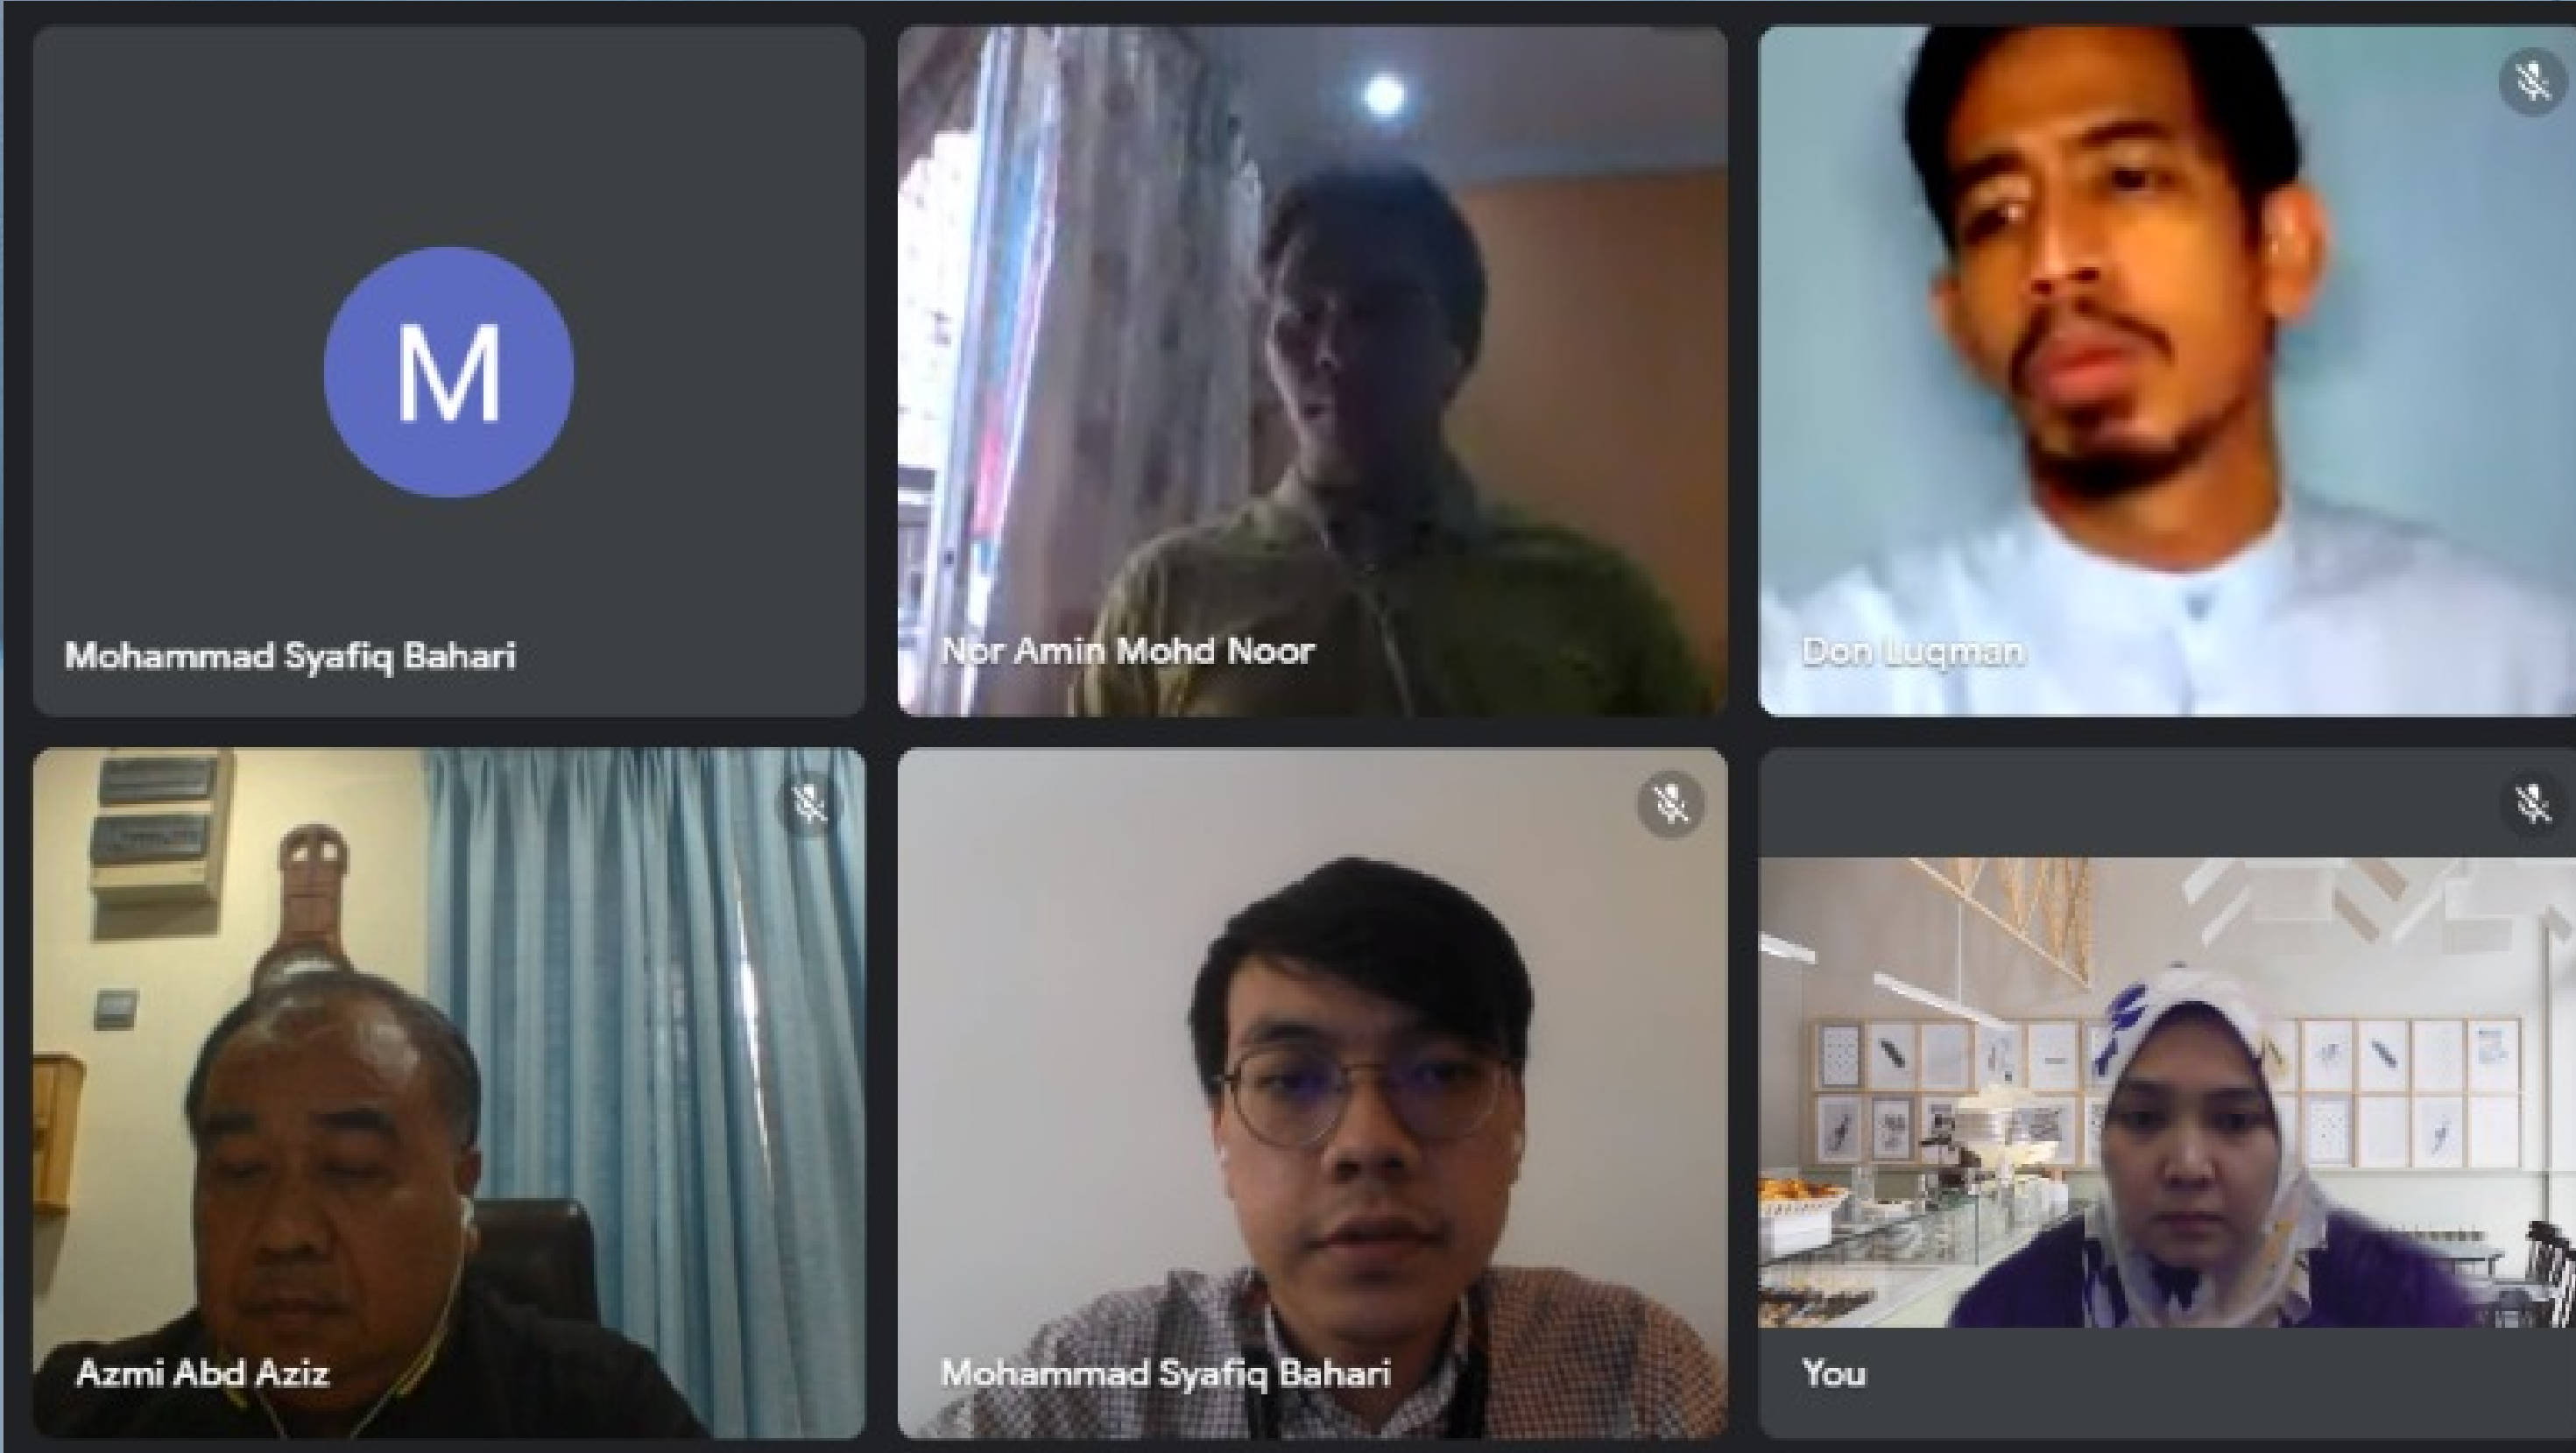 M
Mohammad Syafiq Bahari
Nor Amin Mohd Noor
Don Luqman
Azmi Abd Aziz
Mohammad Syafiq Bahari
You